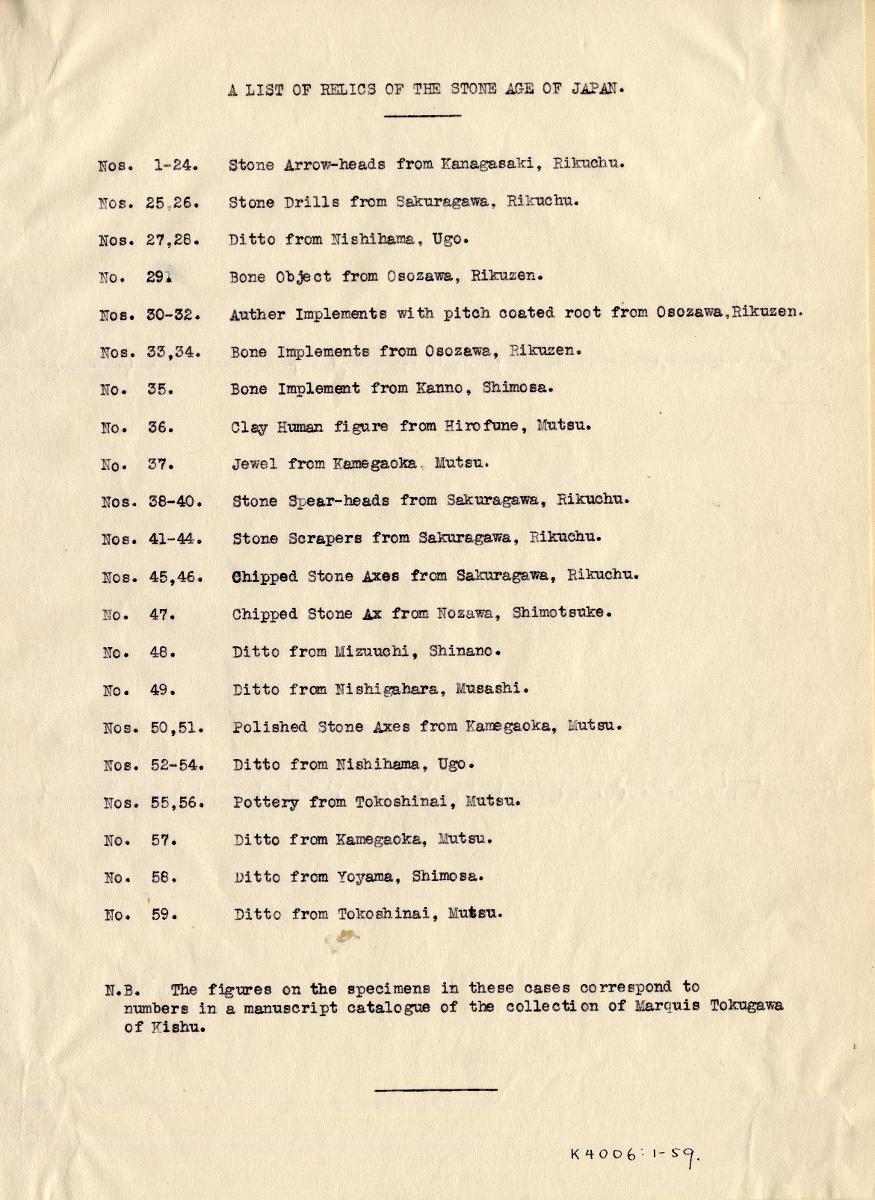 A LIST OF RELICS OF THE STONE AGE OF JAPAN.
Nos. 1-24. Stone Arrow-heads from Kanagasaki, Rikuchu.
Nos. 25,26. Stone Drills from Sakuragawa, Rikuchu.
Nos. 27,28. Ditto from Nishihama, Ugo.
No. 29. Bone Object from Osozawa, Rikuzen.
Nos. 30-32. Auther Implements with pitch coated root from Osozawa,Rikuzen.
Nos. 33,34. Bone Implements from Osozawa, Rikuzen.
No. 35. Bone Implement from Kanno, Shimosa.
No. 36. Clay Human figure from Hirofune, Mutsu.
No. 37. Jewel from Kamegaoka, Mutsu.
Nos. 38-40. Stone Spear-heads from Sakuragawa, Rikuchu.
Nos. 41-44. Stone Scrapers from Sakuragawa, Rikuchu.
Nos. 45,46. Chipped Stone Axes from Sakuragawa, Rikuchu.
No. 47. Chipped Stone Ax from Nozawa, Shimotsuke.
No. 48. Ditto from Mizuuchi, Shinano.
No. 49. Ditto from Nishigahara, Musashi.
Nos. 50,51. Polished Stone Axes from Kamegaoka, Mutsu.
Nos. 52-54. Ditto from Nishihama, Ugo.
Nos. 55,56. Pottery from Tokoshinai, Mutsu.
No. 57. Ditto from Kamegaoka, Mutsu.
No. 58. Ditto from Yoyama, Shimosa.
No. 59. Ditto from Tokoshinai, Mutsu.
N.B. The figures on the specimens in these cases correspond to
numbers in a manuscript catalogue of the collection of Marquis Tokugawa
of Kishu.
K4006:1-59.